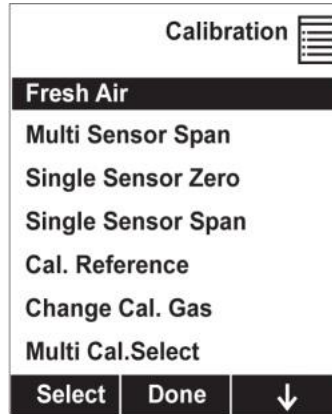 Calibration
Fresh Air
Multi Sensor Span
Single Sensor Zero
Single Sensor Span
Cal. Reference
Change Cal. Gas
Multi Cal.Select
Select Done ↓